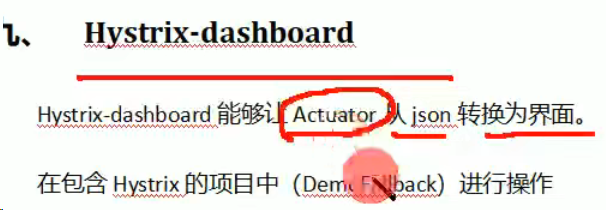 1、 Hystrix-dashboard
Hystrix-dashboard 能够让 Actuator 从 json 转换为界面。
在包含 Hystrix 的项目中（Demo Fallback）进行操作